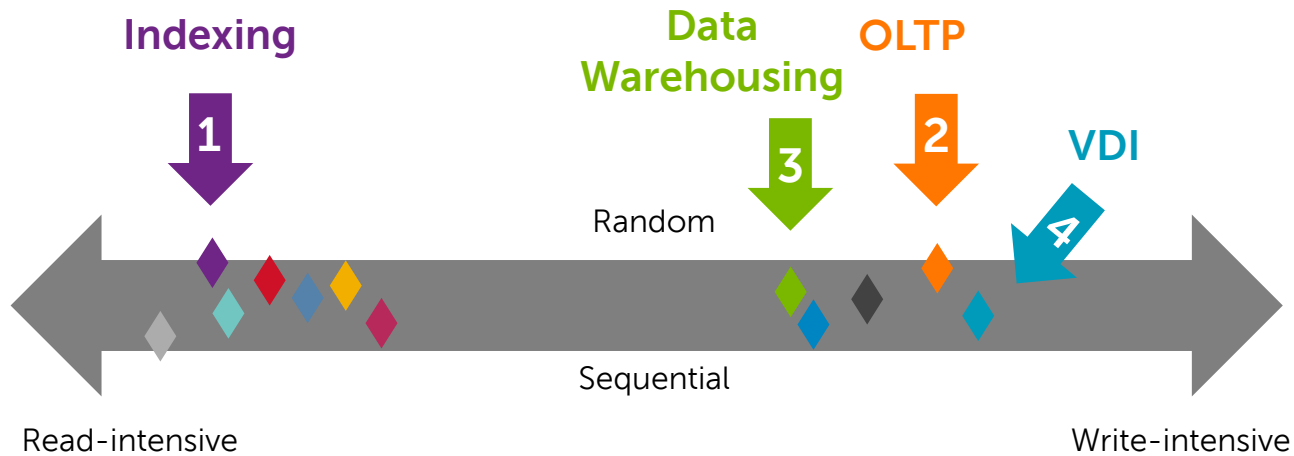 Indexing
Data
Warehousing
OLTP
VDI
1
3
2
4
Random
Sequential
Read-intensive
Write-intensive